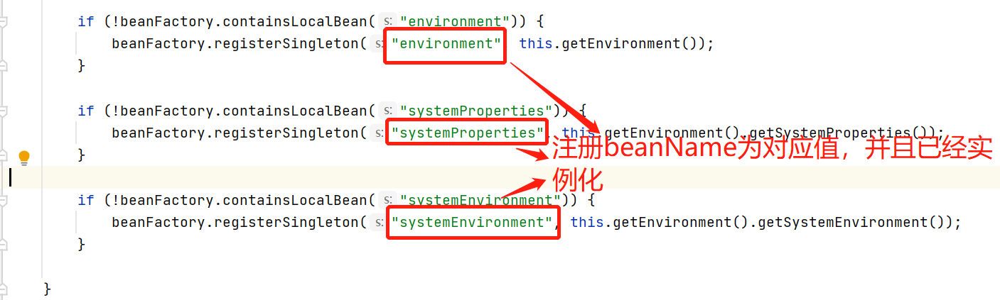 if (!beanFactory.containsLocalBean( s: "environment")) {
beanFactory.registerSingleton( s: "environment", this.getEnvironment());
}
if (!beanFactory.containsLocalBean( s: "systemProperties")) {
beanFactory.registerSingleton( s: "systemProperties", this.getEnvironment().getSystemProperties());
}
注册beanName为对应值，并且已经实
例化
if (!beanFactory.containsLocalBean( s: "systemEnvironment")) {
beanFactory.registerSingleton( s: "systemEnvironment", this.getEnvironment().getSystemEnvironment());
}
}